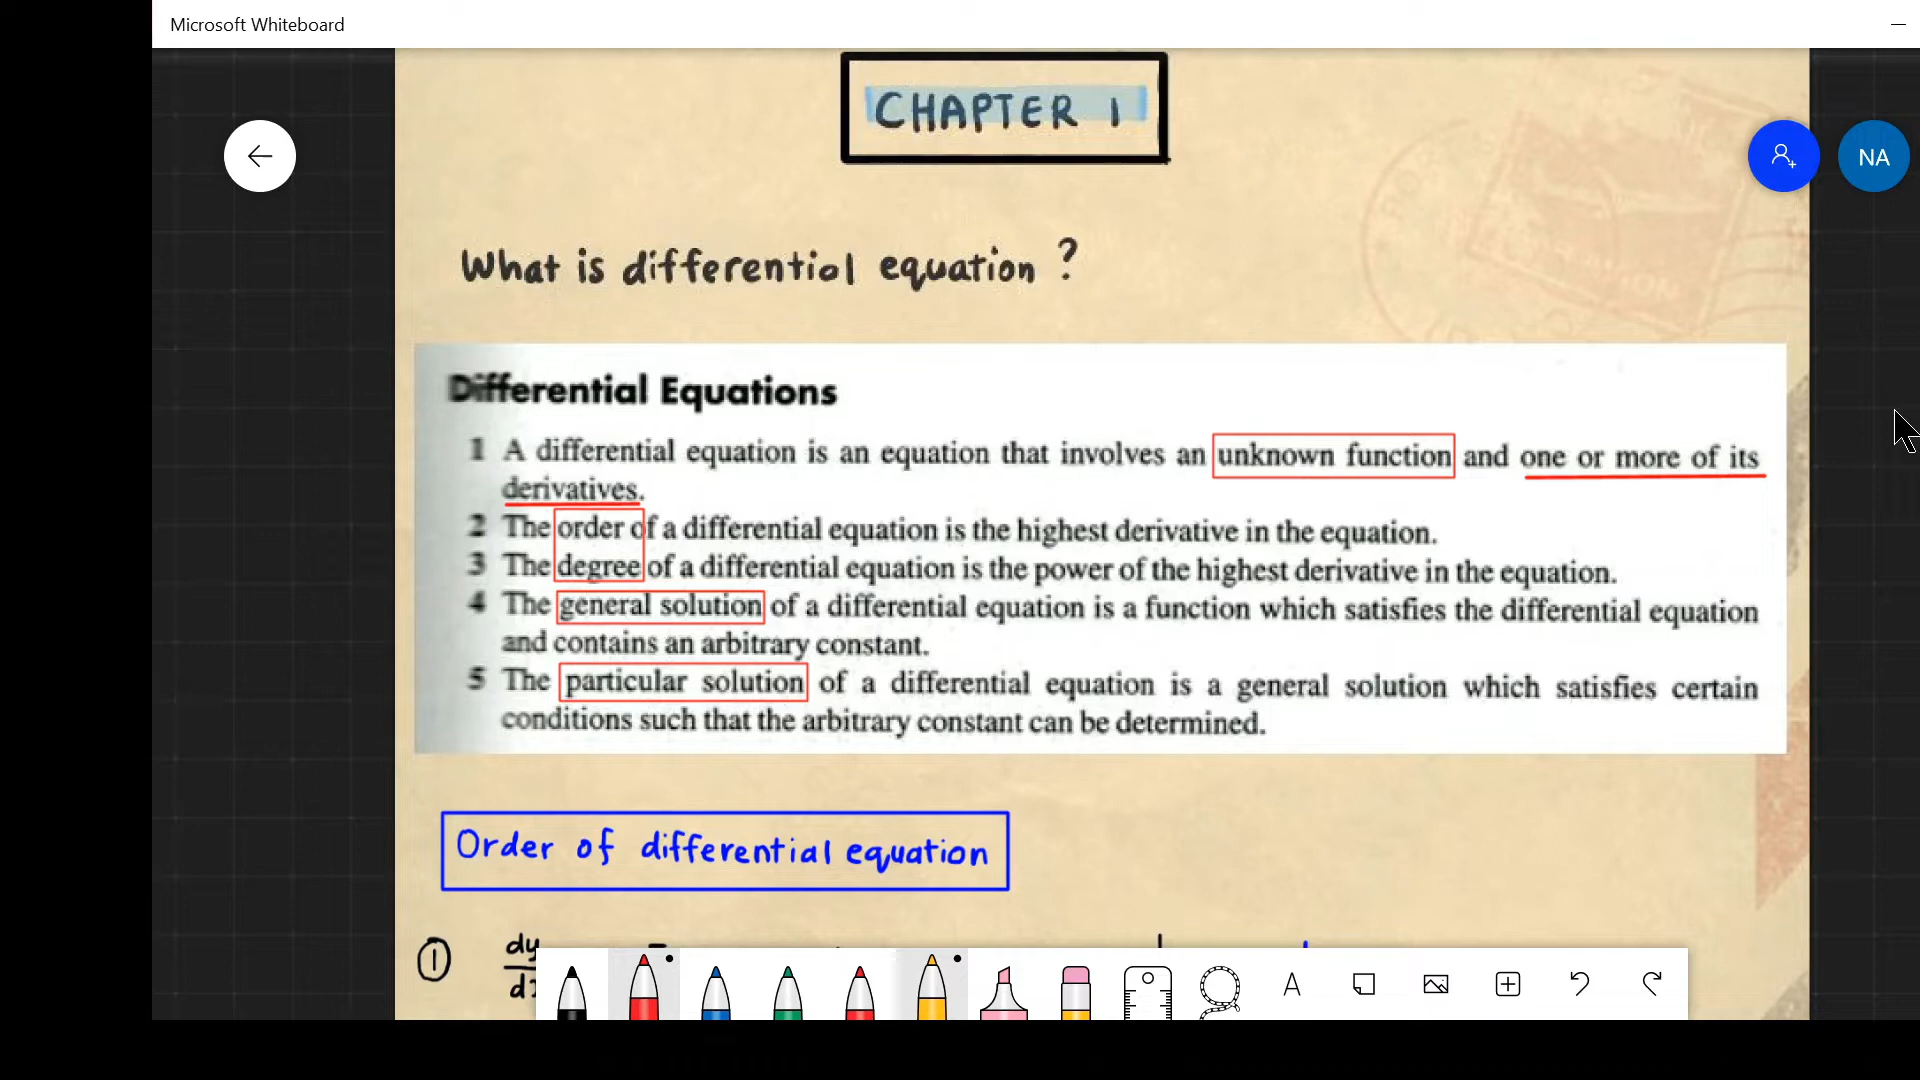 Microsoft Whiteboard
CHAPTER 1
NA
What is differential equation ?
Differential Equations
1 A differential equation is an equation that involves an unknown function and one or more of its
derivatives.
2 The order of a differential equation is the highest derivative in the equation.
3 The degree of a differential equation is the power of the highest derivative in the equation.
4 The general solution of a differential equation is a function which satisfies the differential equation
and contains an arbitrary constant.
5 The particular solution of a differential equation is a general solution which satisfies certain
conditions such that the arbitrary constant can be determined.
Order of differential equation
① dy